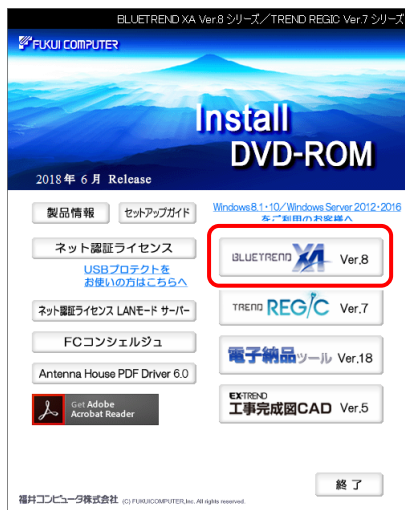 BLUETREND XA Ver.8 シリーズ／TREND REGIC Ver.7 シリーズ
FUKUI COMPUTER
Install
DVD-ROM
2018 年 6 月 Release
製品情報
セットアップガイド
Windows8.1・10／Windows Server 2012・2016
をご利用のお客様へ
ネット認証ライセンス
USBプロテクトを
お使いの方はこちらへ
ネット認証ライセンス LANモード サーバー
FCコンシェルジュ
Antenna House PDF Driver 6.0
Get Adobe
Acrobat Reader
BLUETREND XA Ver.8
TREND REGIC Ver.7
電子納品ツール Ver.18
EX-TREND
工事完成図CAD Ver.5
終了
福井コンピュータ株式会社 (C) FUKUICOMPUTER,Inc. All rights reserved.